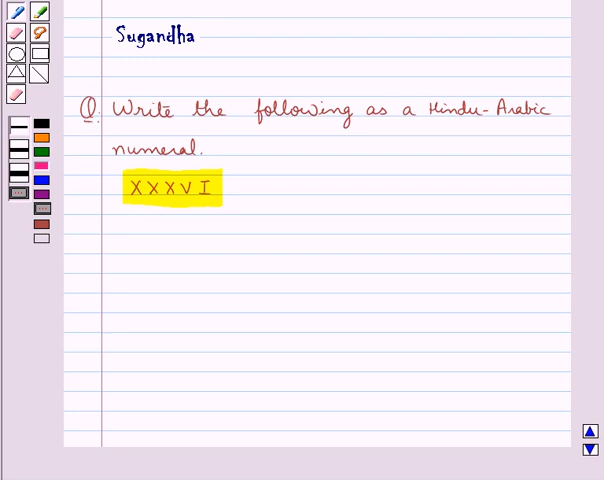 Sugandha
Q: Write the following as a Hindu-Arabic
numeral.
XXXVI